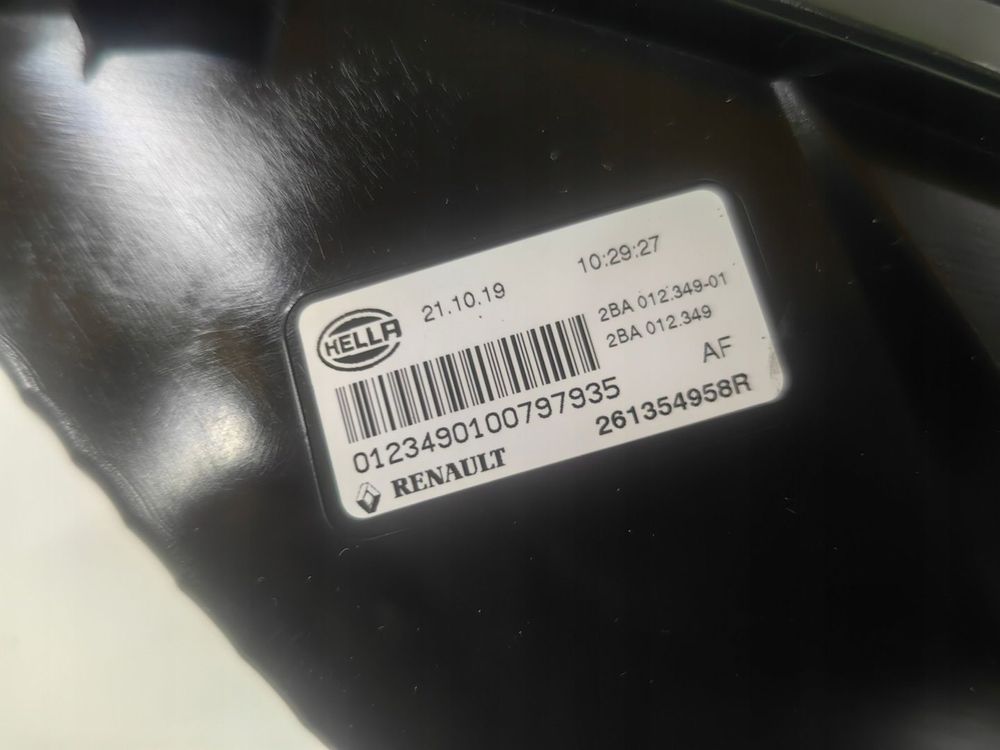 HELLA
21.10.19
10:29:27
2BA 012.349-01
2BA 012.349
AF
0123490100797935
261354958R
RENAULT